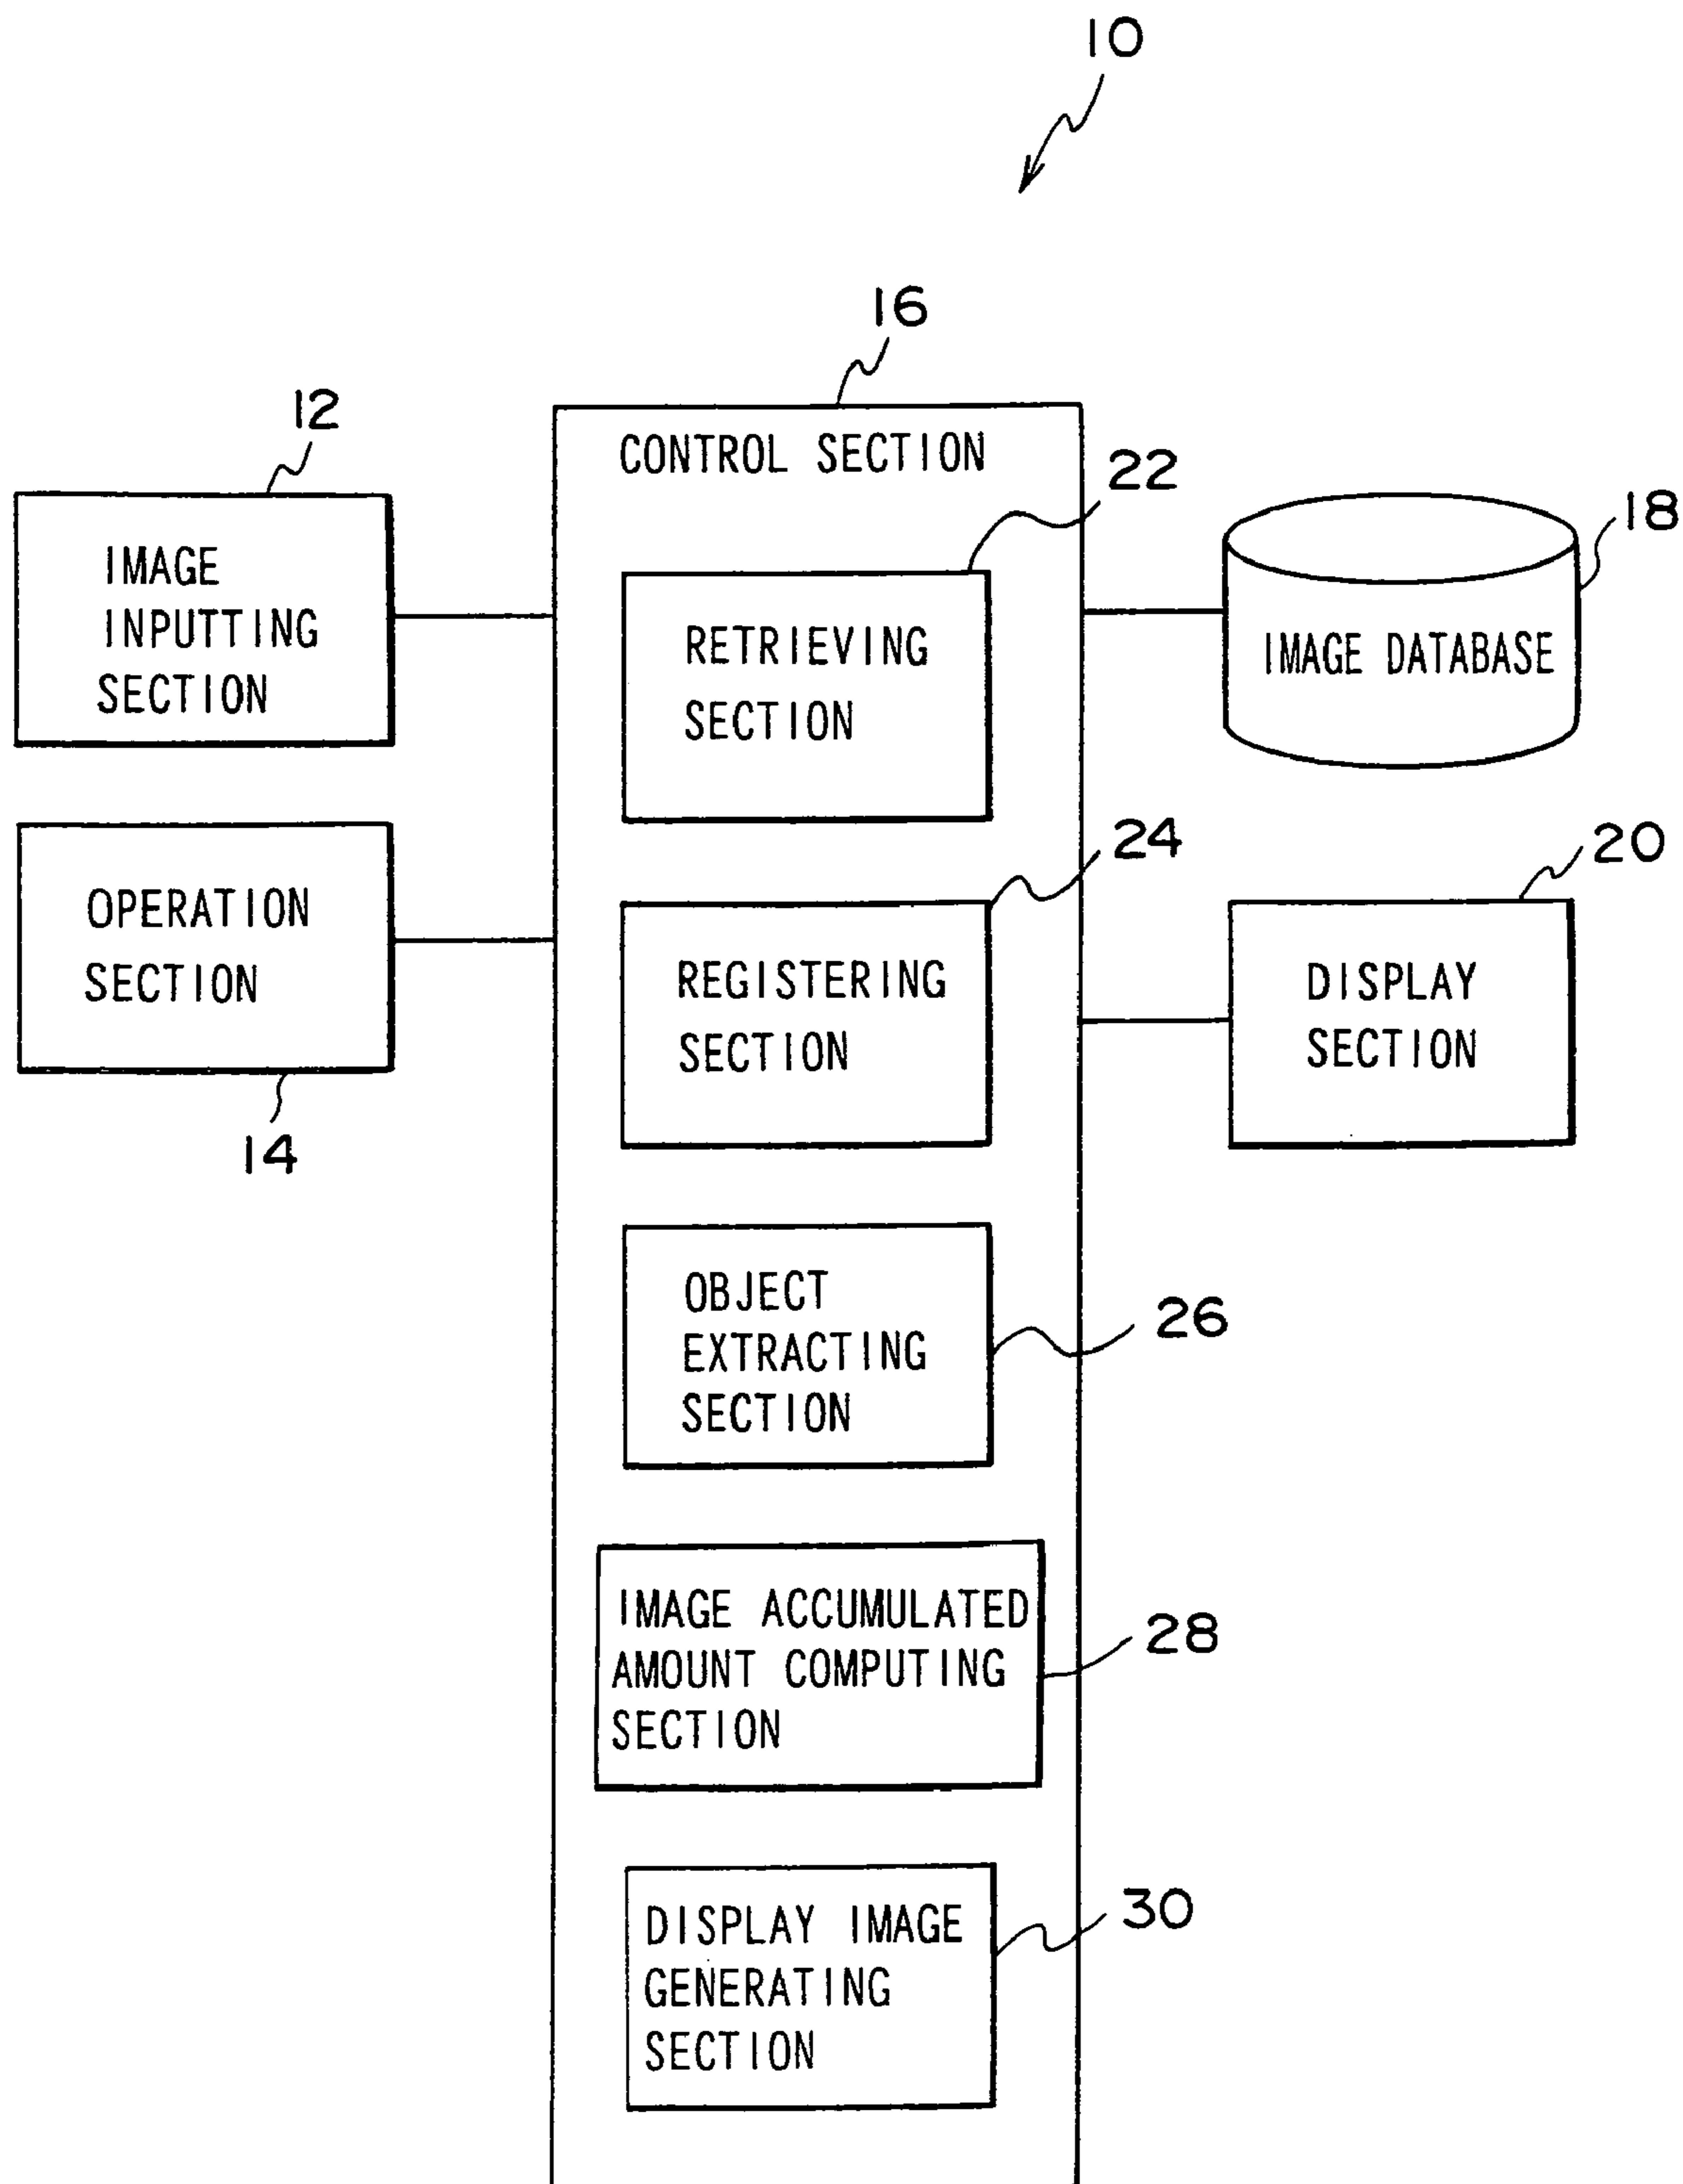 10
16
12
CONTROL SECTION
22
18
IMAGE
INPUTTING
SECTION
RETRIEVING
SECTION
IMAGE DATABASE
24
20
OPERATION
SECTION
REGISTERING
SECTION
DISPLAY
SECTION
14
OBJECT
EXTRACTING
SECTION
26
IMAGE ACCUMULATED
AMOUNT COMPUTING
SECTION
28
DISPLAY IMAGE
GENERATING
SECTION
30